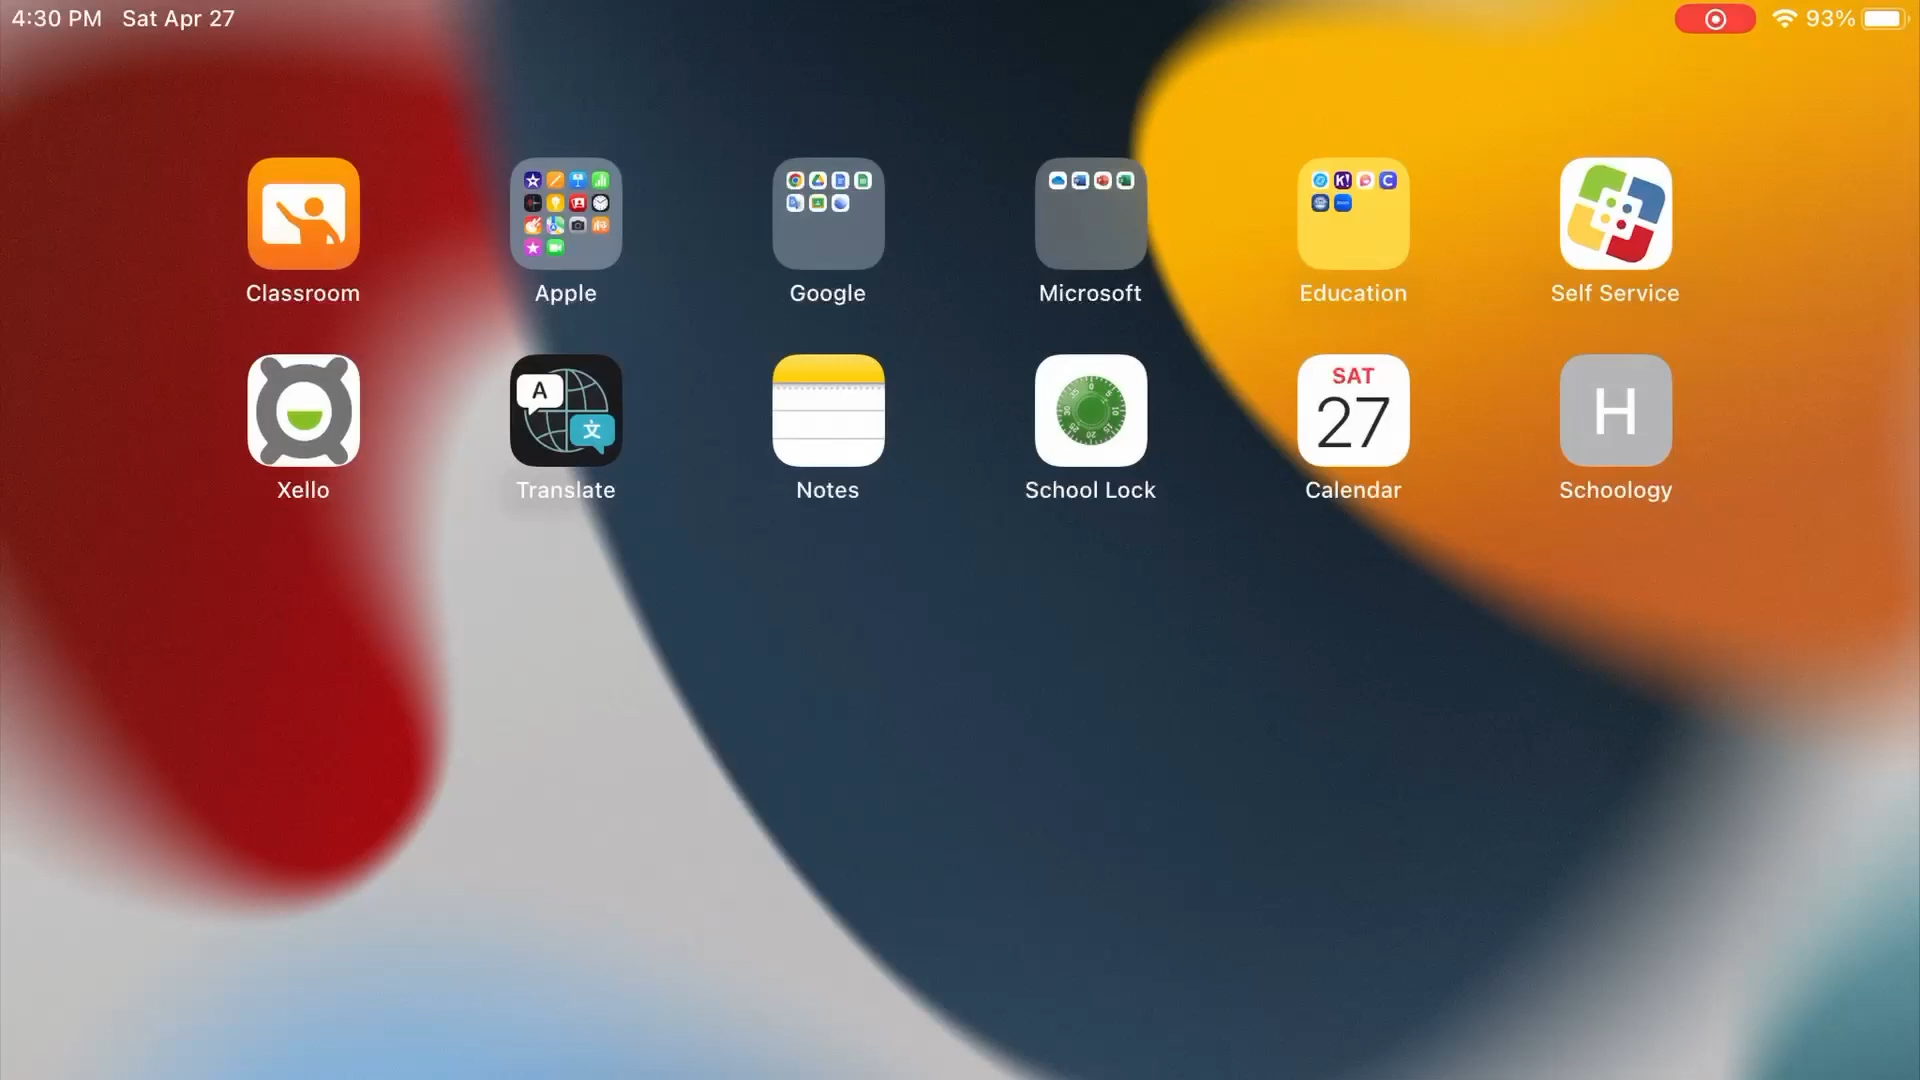 4:30 PM Sat Apr 27
93%
Classroom
Apple
Google
Microsoft
Education
Self Service
A
文
SAT
27
H
Xello
Translate
Notes
School Lock
Calendar
Schoology